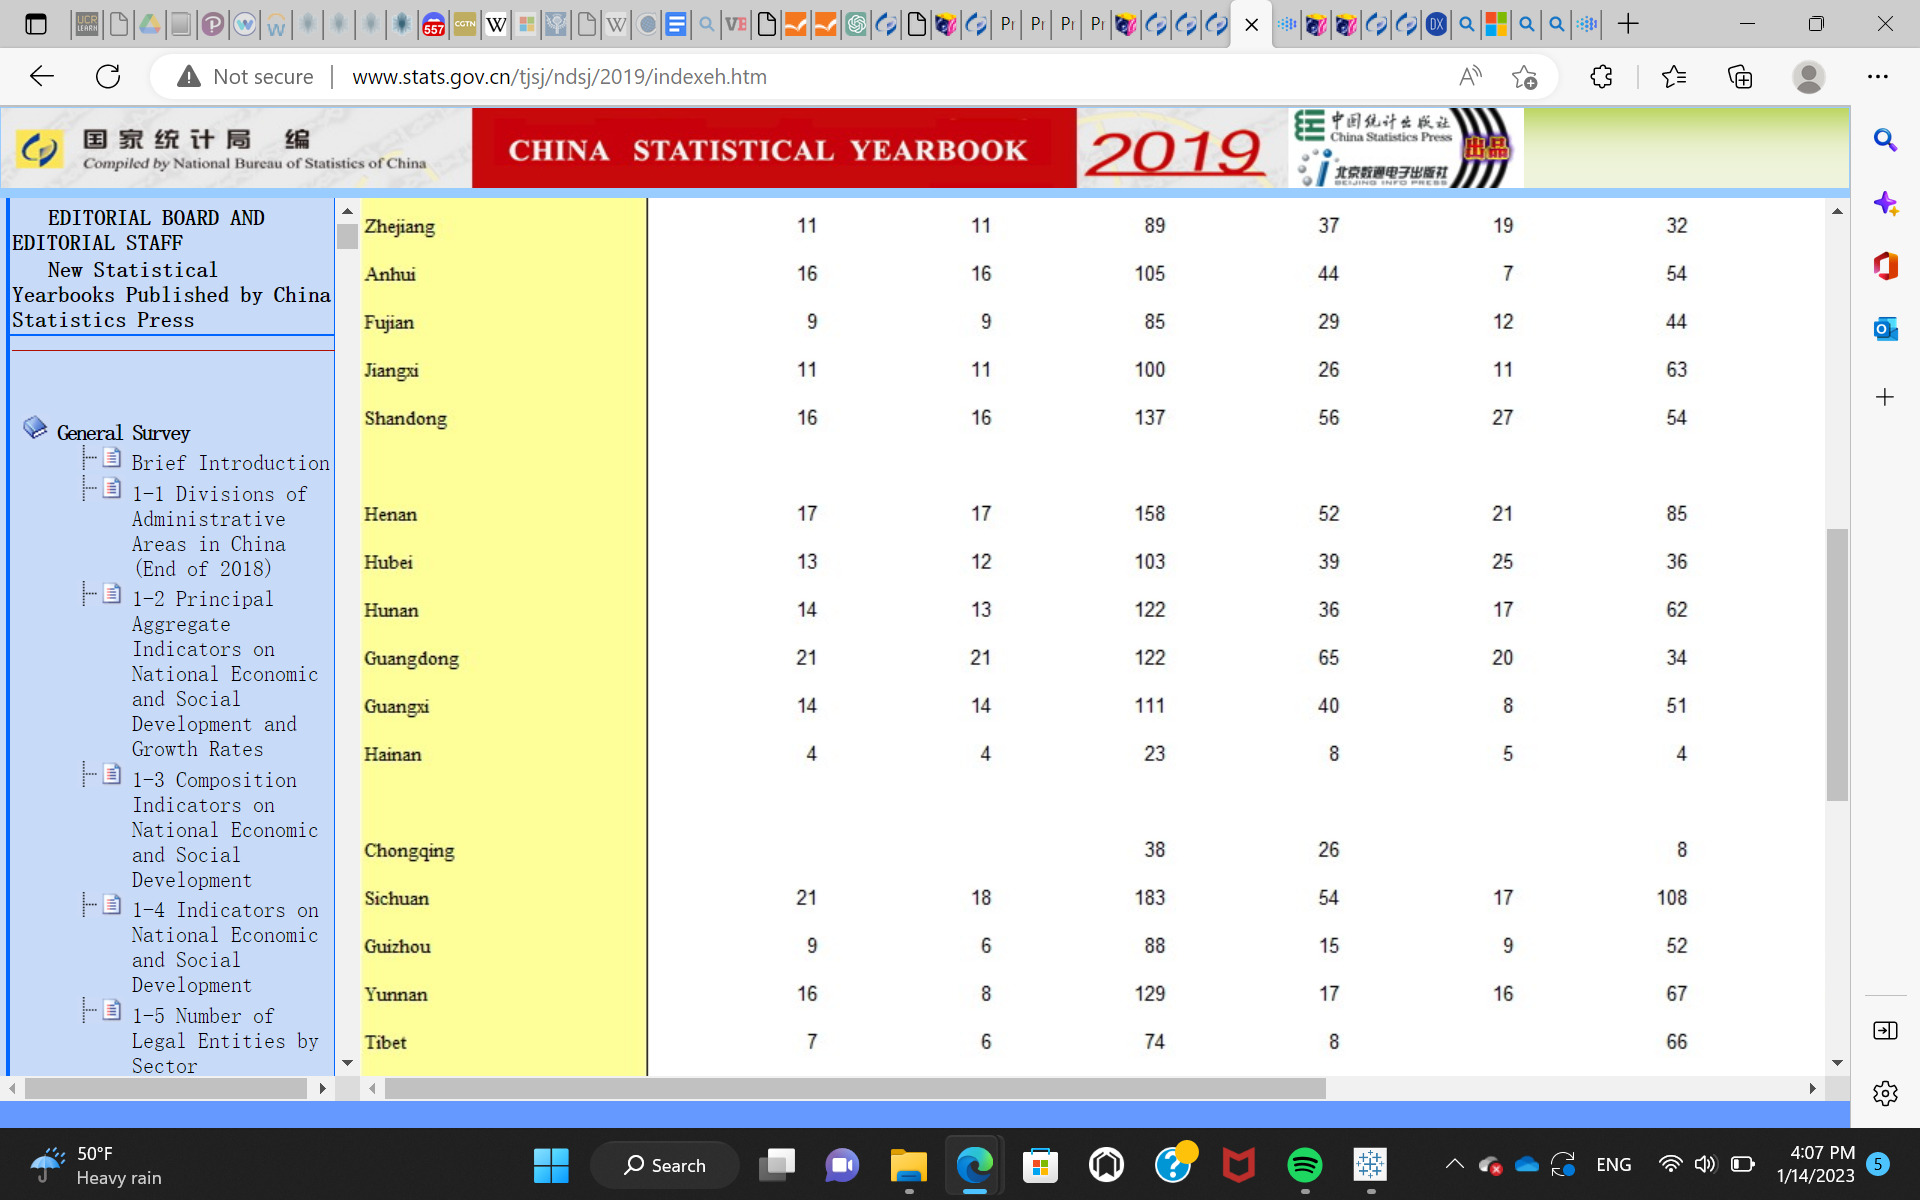 557
CGTN
Not secure
www.stats.gov.cn/tjsj/ndsj/2019/indexeh.htm
国家统计局 编
Compiled by National Bureau of Statistics of China
CHINA STATISTICAL YEARBOOK
2019
中国统计出版社
China Statistics Press
北京数通电子出版社
BEIJING INFO PRESS
出品
EDITORIAL BOARD AND
EDITORIAL STAFF
New Statistical
Yearbooks Published by China
Statistics Press
General Survey
Brief Introduction
1-1 Divisions of
Administrative
Areas in China
(End of 2018)
1-2 Principal
Aggregate
Indicators on
National Economic
and Social
Development and
Growth Rates
1-3 Composition
Indicators on
National Economic
and Social
Development
1-4 Indicators on
National Economic
and Social
Development
1-5 Number of
Legal Entities by
Sector
Zhejiang 11 11 89 37 19 32
Anhui 16 16 105 44 7 54
Fujian 9 9 85 29 12 44
Jiangxi 11 11 100 26 11 63
Shandong 16 16 137 56 27 54
Henan 17 17 158 52 21 85
Hubei 13 12 103 39 25 36
Hunan 14 13 122 36 17 62
Guangdong 21 21 122 65 20 34
Guangxi 14 14 111 40 8 51
Hainan 4 4 23 8 5 4
Chongqing 38 26 8
Sichuan 21 18 183 54 17 108
Guizhou 9 6 88 15 9 52
Yunnan 16 8 129 17 16 67
Tibet 7 6 74 8 66
50°F
Heavy rain
Search
ENG
4:07 PM
1/14/2023
5